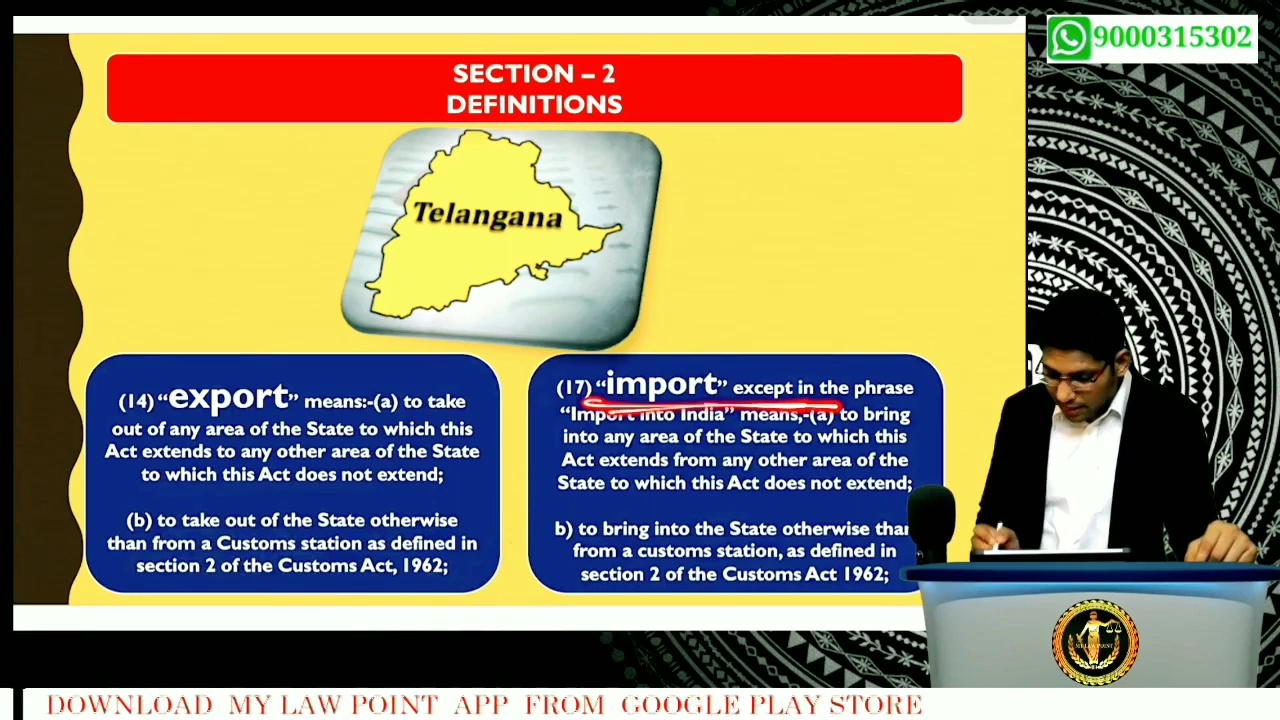 9000315302
SECTION – 2
DEFINITIONS
Telangana
(14) “export” means:-(a) to take
out of any area of the State to which this
Act extends to any other area of the State
to which this Act does not extend;
(b) to take out of the State otherwise
than from a Customs station as defined in
section 2 of the Customs Act, 1962;
(17) “import” except in the phrase
“Import into India” means,-(a) to bring
into any area of the State to which this
Act extends from any other area of the
State to which this Act does not extend;
b) to bring into the State otherwise than
from a customs station, as defined in
section 2 of the Customs Act 1962;
MY LAW POINT
DOWNLOAD MY LAW POINT APP FROM GOOGLE PLAY STORE